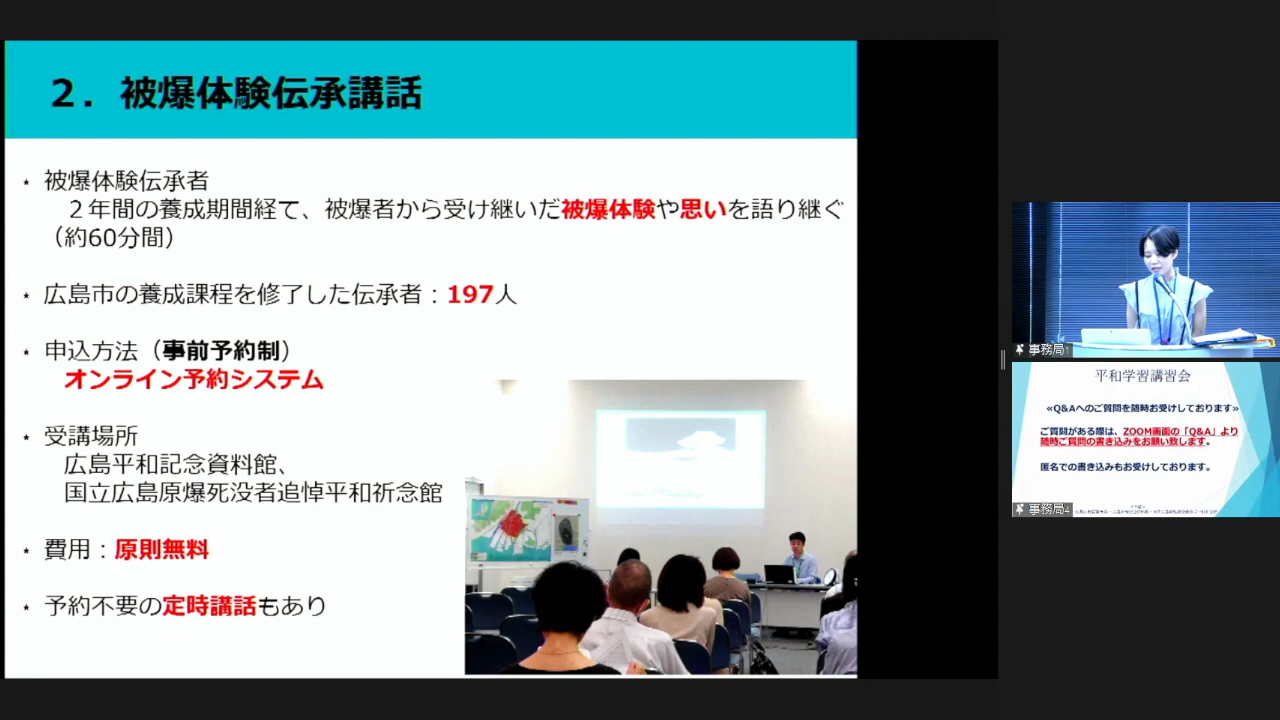 2．被爆体験伝承講話
⋆ 被爆体験伝承者
２年間の養成期間経て、被爆者から受け継いだ被爆体験や思いを語り継ぐ
（約60分間）
⋆ 広島市の養成課程を修了した伝承者：197人
⋆ 申込方法（事前予約制）
オンライン予約システム
⋆ 受講場所
広島平和記念資料館、
国立広島原爆死没者追悼平和祈念館
⋆ 費用：原則無料
⋆ 予約不要の定時講話もあり
事務局1
平和学習講習会
≪Q&Aへのご質問を随時お受けしております≫
ご質問がある際は、ZOOM画面の「Q&A」より
随時ご質問の書き込みをお願い致します。
匿名での書き込みもお受けしております。
事務局4